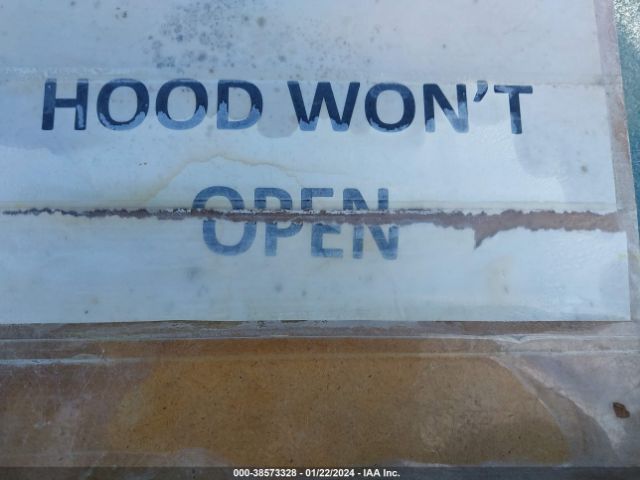 HOOD WON'T
OPEN
000-38573328 - 01/22/2024 - IAA Inc.